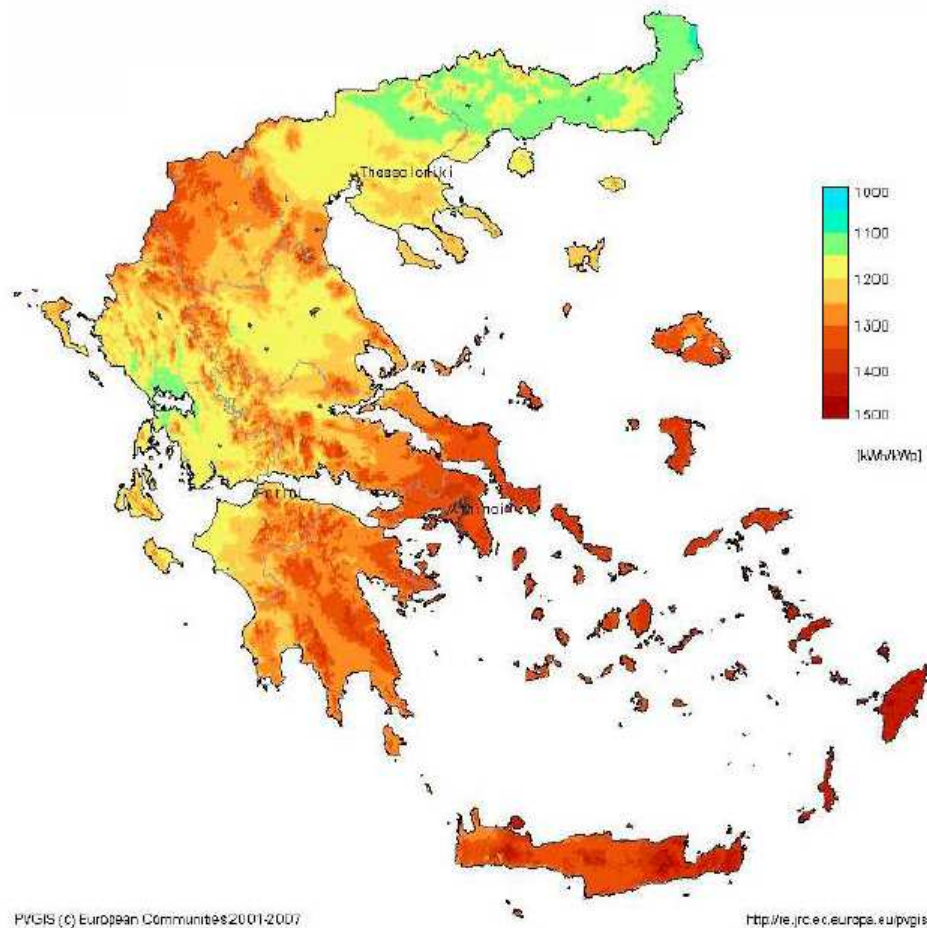 Thessaloniki
1000
1100
1200
1300
1400
1500
[kWh/kWp]
PVGIS (c) European Communities 2001-2007
http://re.jrc.ec.europa.eu/pvgis